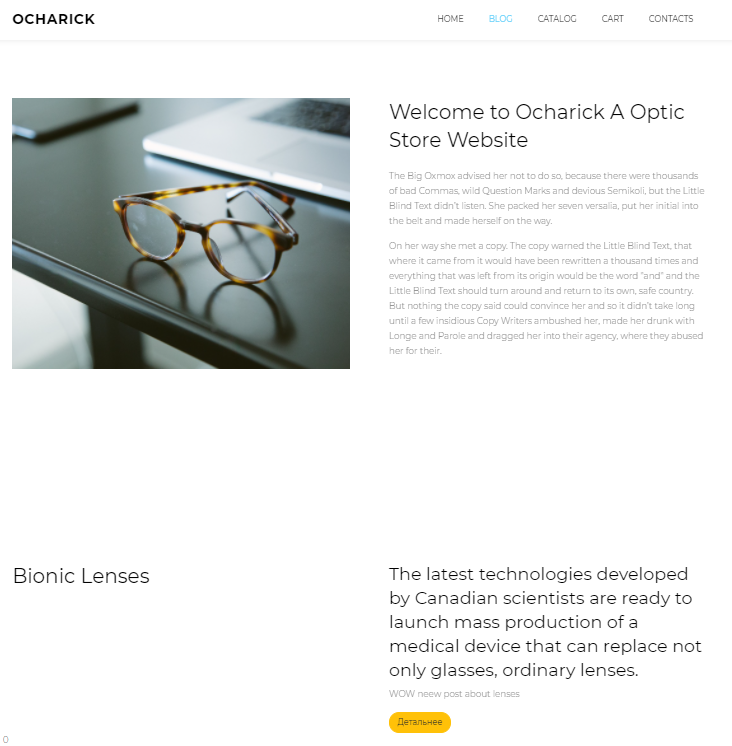 OCHARICK
HOME BLOG CATALOG CART CONTACTS
Welcome to Ocharick A Optic
Store Website
The Big Oxmox advised her not to do so, because there were thousands
of bad Commas, wild Question Marks and devious Semikoli, but the Little
Blind Text didn't listen. She packed her seven versalia, put her initial into
the belt and made herself on the way.
On her way she met a copy. The copy warned the Little Blind Text, that
where it came from it would have been rewritten a thousand times and
everything that was left from its origin would be the word "and" and the
Little Blind Text should turn around and return to its own, safe country.
But nothing the copy said could convince her and so it didn't take long
until a few insidious Copy Writers ambushed her, made her drunk with
Longe and Parole and dragged her into their agency, where they abused
her for their.
Bionic Lenses
The latest technologies developed
by Canadian scientists are ready to
launch mass production of a
medical device that can replace not
only glasses, ordinary lenses.
WOW neew post about lenses
Детальнее
0